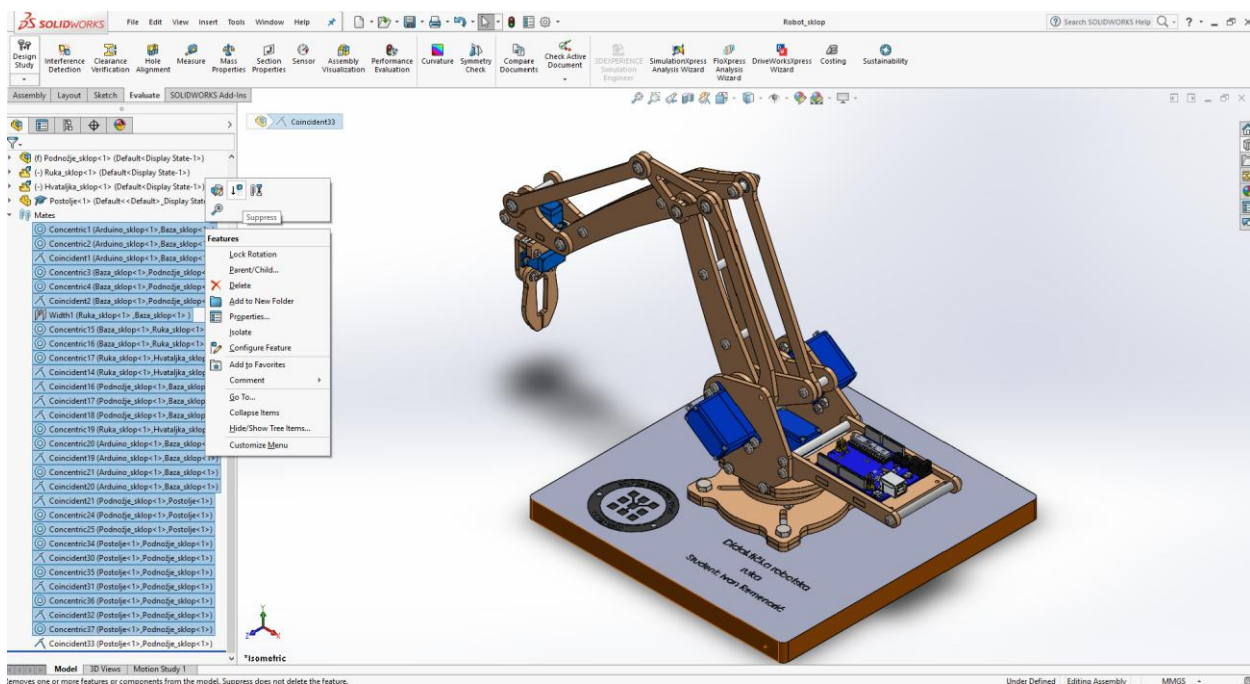 SOLIDWORKS File Edit View Insert Tools Window Help
Robot_sklop
Search SOLIDWORKS Help
Design Study
Interference Detection
Clearance Verification
Hole Alignment
Measure
Mass Properties
Section Properties
Sensor
Assembly Visualization
Performance Evaluation
Curvature
Symmetry Check
Compare Documents
Check Active Document
3DEXPERIENCE Simulation Engineer
SimulationXpress Analysis Wizard
FloXpress Analysis Wizard
DriveWorksXpress Wizard
Costing
Sustainability
Assembly Layout Sketch Evaluate SOLIDWORKS Add-Ins
Coincident33
(f) Podnožje_sklop<1> (Default<Display State-1>)
(-) Ruka_sklop<1> (Default<Display State-1>)
(-) Hvataljka_sklop<1> (Default<Display State-1>)
Postolje<1> (Default<<Default>_Display State
Mates
Concentric1 (Arduino_sklop<1>,Baza_sklop<1>)
Concentric2 (Arduino_sklop<1>,Baza_sklop
Coincident1 (Arduino_sklop<1>,Baza_sklop
Concentric3 (Baza_sklop<1>,Podnožje_sklop<
Concentric4 (Baza_sklop<1>,Podnožje_sklop
Coincident2 (Baza_sklop<1>,Podnožje_sklop<
Width1 (Ruka_sklop<1> ,Baza_sklop<1> )
Concentric15 (Baza_sklop<1>,Ruka_sklop<1>
Concentric16 (Baza_sklop<1>,Ruka_sklop<1>
Concentric17 (Ruka_sklop<1>,Hvataljka_sklop
Coincident14 (Ruka_sklop<1>,Hvataljka_sklop
Coincident16 (Podnožje_sklop<1>,Baza_sklop
Coincident17 (Podnožje_sklop<1>,Baza_sklop
Coincident18 (Podnožje_sklop<1>,Baza_sklop
Concentric19 (Ruka_sklop<1>,Hvataljka_sklop
Concentric20 (Arduino_sklop<1>,Baza_sklop
Coincident19 (Arduino_sklop<1>,Baza_sklop<1>)
Concentric21 (Arduino_sklop<1>,Baza_sklop<1>)
Coincident20 (Arduino_sklop<1>,Baza_sklop<1>)
Coincident21 (Podnožje_sklop<1>,Postolje<1>)
Concentric24 (Podnožje_sklop<1>,Postolje<1>)
Concentric25 (Podnožje_sklop<1>,Postolje<1>)
Concentric34 (Postolje<1>,Podnožje_sklop<1>)
Coincident30 (Postolje<1>,Podnožje_sklop<1>)
Concentric35 (Postolje<1>,Podnožje_sklop<1>)
Coincident31 (Postolje<1>,Podnožje_sklop<1>)
Concentric36 (Postolje<1>,Podnožje_sklop<1>)
Coincident32 (Postolje<1>,Podnožje_sklop<1>)
Concentric37 (Postolje<1>,Podnožje_sklop<1>)
Coincident33 (Postolje<1>,Podnožje_sklop<1>)
Suppress
Features
Lock Rotation
Parent/Child...
Delete
Add to New Folder
Properties...
Isolate
Configure Feature
Add to Favorites
Comment
Go To...
Collapse Items
Hide/Show Tree Items...
Customize Menu
Didaktička robotska
ruka
Student: Ivan
Y
Z
X
*Isometric
Model 3D Views Motion Study 1
Removes one or more features or components from the model. Suppress does not delete the feature.
Under Defined Editing Assembly MMGS